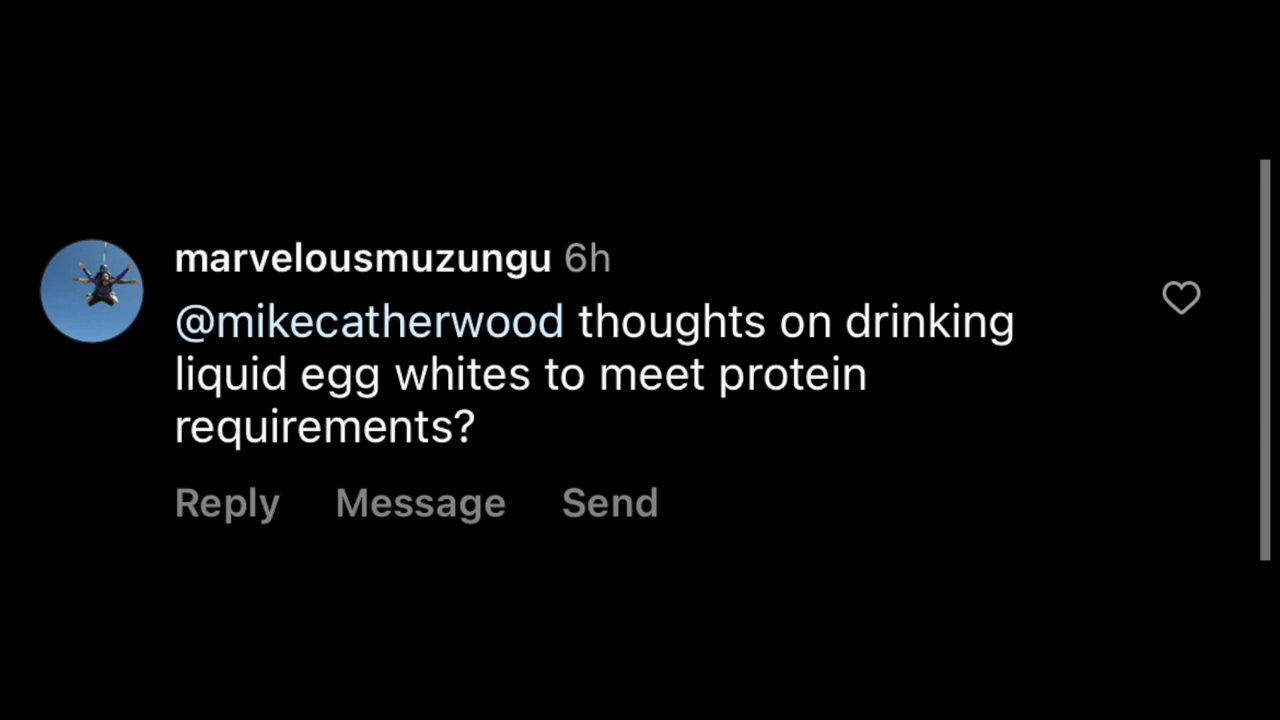 marvelousmuzungu 6h
@mikecatherwood thoughts on drinking
liquid egg whites to meet protein
requirements?
Reply Message Send